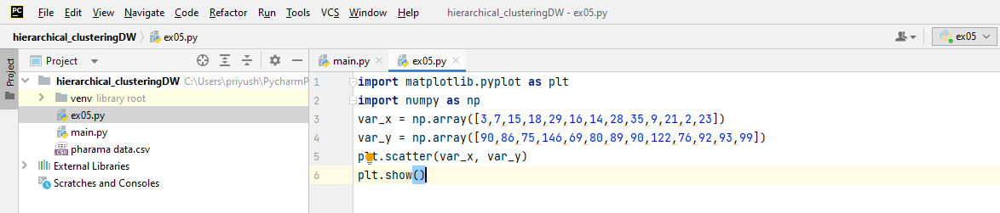 PC File Edit View Navigate Code Refactor Run Tools VCS Window Help hierarchical_clusteringDW - ex05.py
hierarchical_clusteringDW ex05.py ex05
Project Project main.py ex05.py
hierarchical_clusteringDW C:\Users\priyush\PycharmP
venv library root
ex05.py
main.py
pharama data.csv
External Libraries
Scratches and Consoles
1 import matplotlib.pyplot as plt
2 import numpy as np
3 var_x = np.array([3,7,15,18,29,16,14,28,35,9,21,2,23])
4 var_y = np.array([90,86,75,146,69,80,89,90,122,76,92,93,99])
5 plt.scatter(var_x, var_y)
6 plt.show()